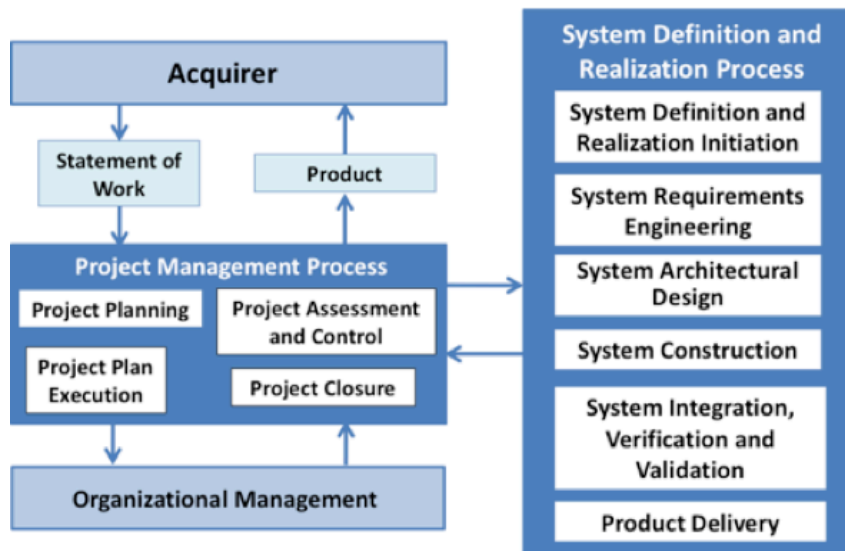 Acquirer
Statement of
Work
Product
Project Management Process
Project Planning
Project Assessment
and Control
Project Plan
Execution
Project Closure
Organizational Management
System Definition and
Realization Process
System Definition and
Realization Initiation
System Requirements
Engineering
System Architectural
Design
System Construction
System Integration,
Verification and
Validation
Product Delivery